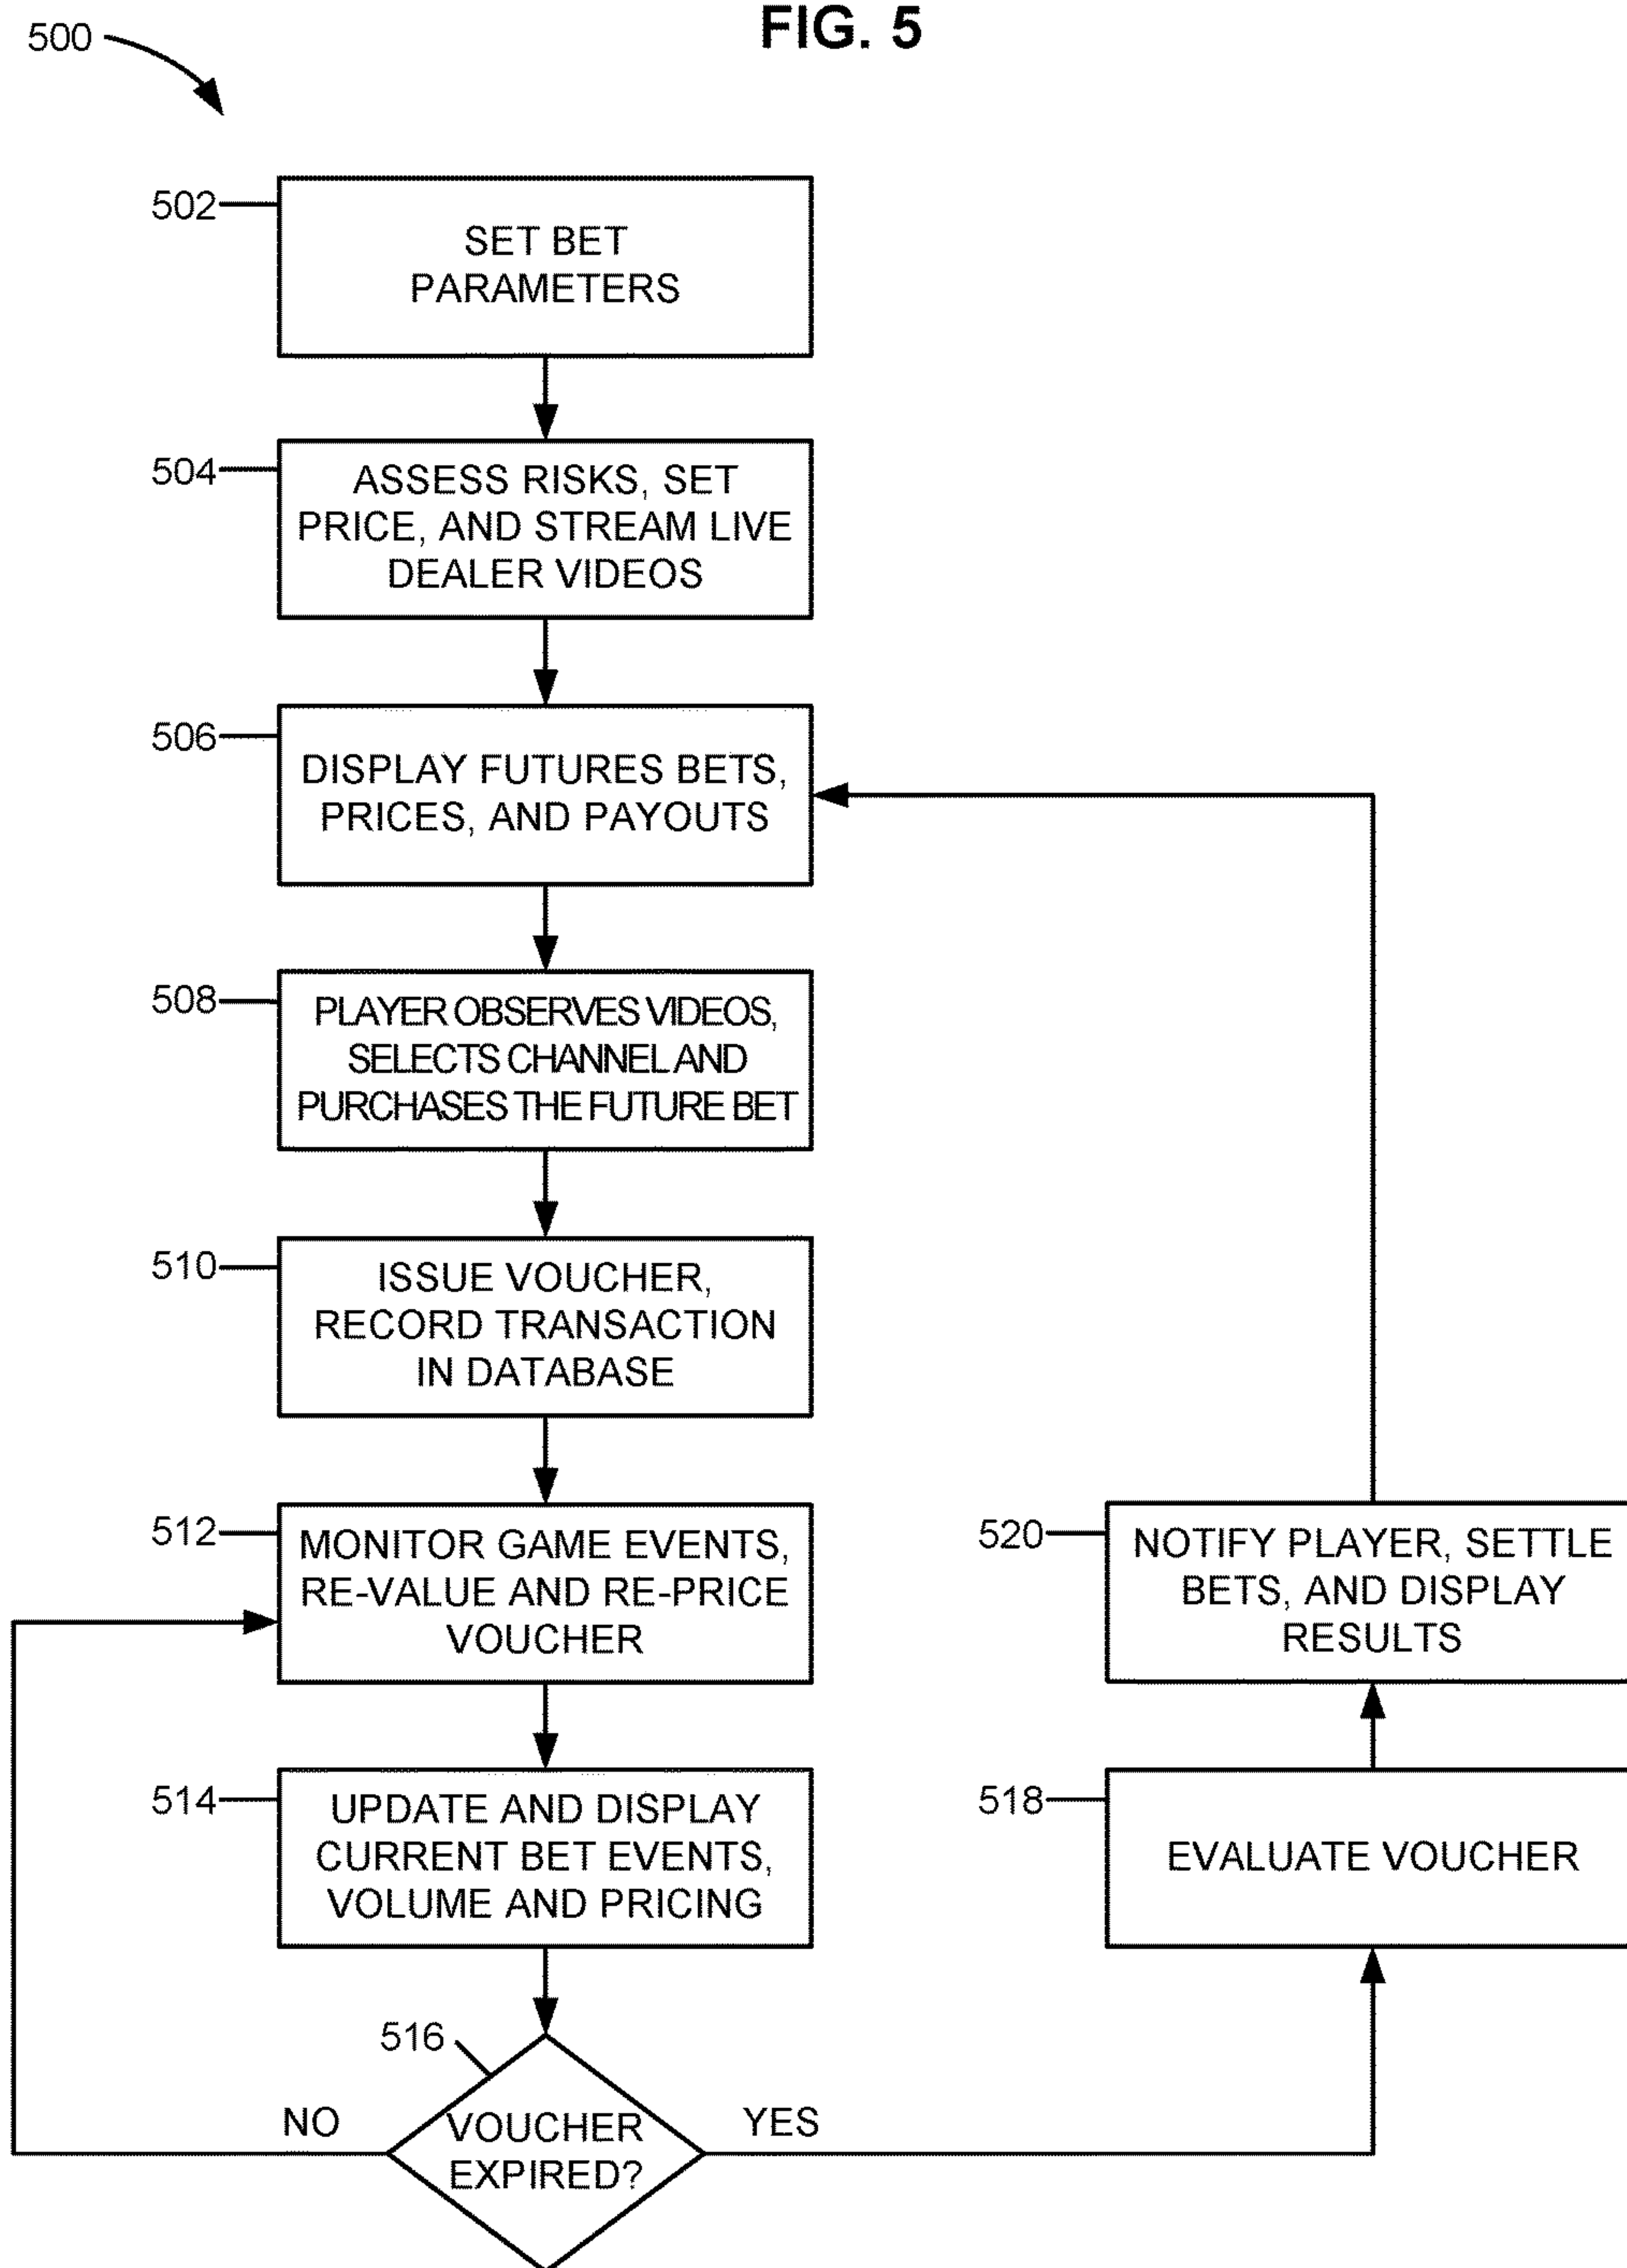 FIG. 5
500
502
SET BET
PARAMETERS
504
ASSESS RISKS, SET
PRICE, AND STREAM LIVE
DEALER VIDEOS
506
DISPLAY FUTURES BETS,
PRICES, AND PAYOUTS
508
PLAYER OBSERVES VIDEOS,
SELECTS CHANNEL AND
PURCHASES THE FUTURE BET
510
ISSUE VOUCHER,
RECORD TRANSACTION
IN DATABASE
512
MONITOR GAME EVENTS,
RE-VALUE AND RE-PRICE
VOUCHER
520
NOTIFY PLAYER, SETTLE
BETS, AND DISPLAY
RESULTS
514
UPDATE AND DISPLAY
CURRENT BET EVENTS,
VOLUME AND PRICING
518
EVALUATE VOUCHER
516
NO
VOUCHER
EXPIRED?
YES